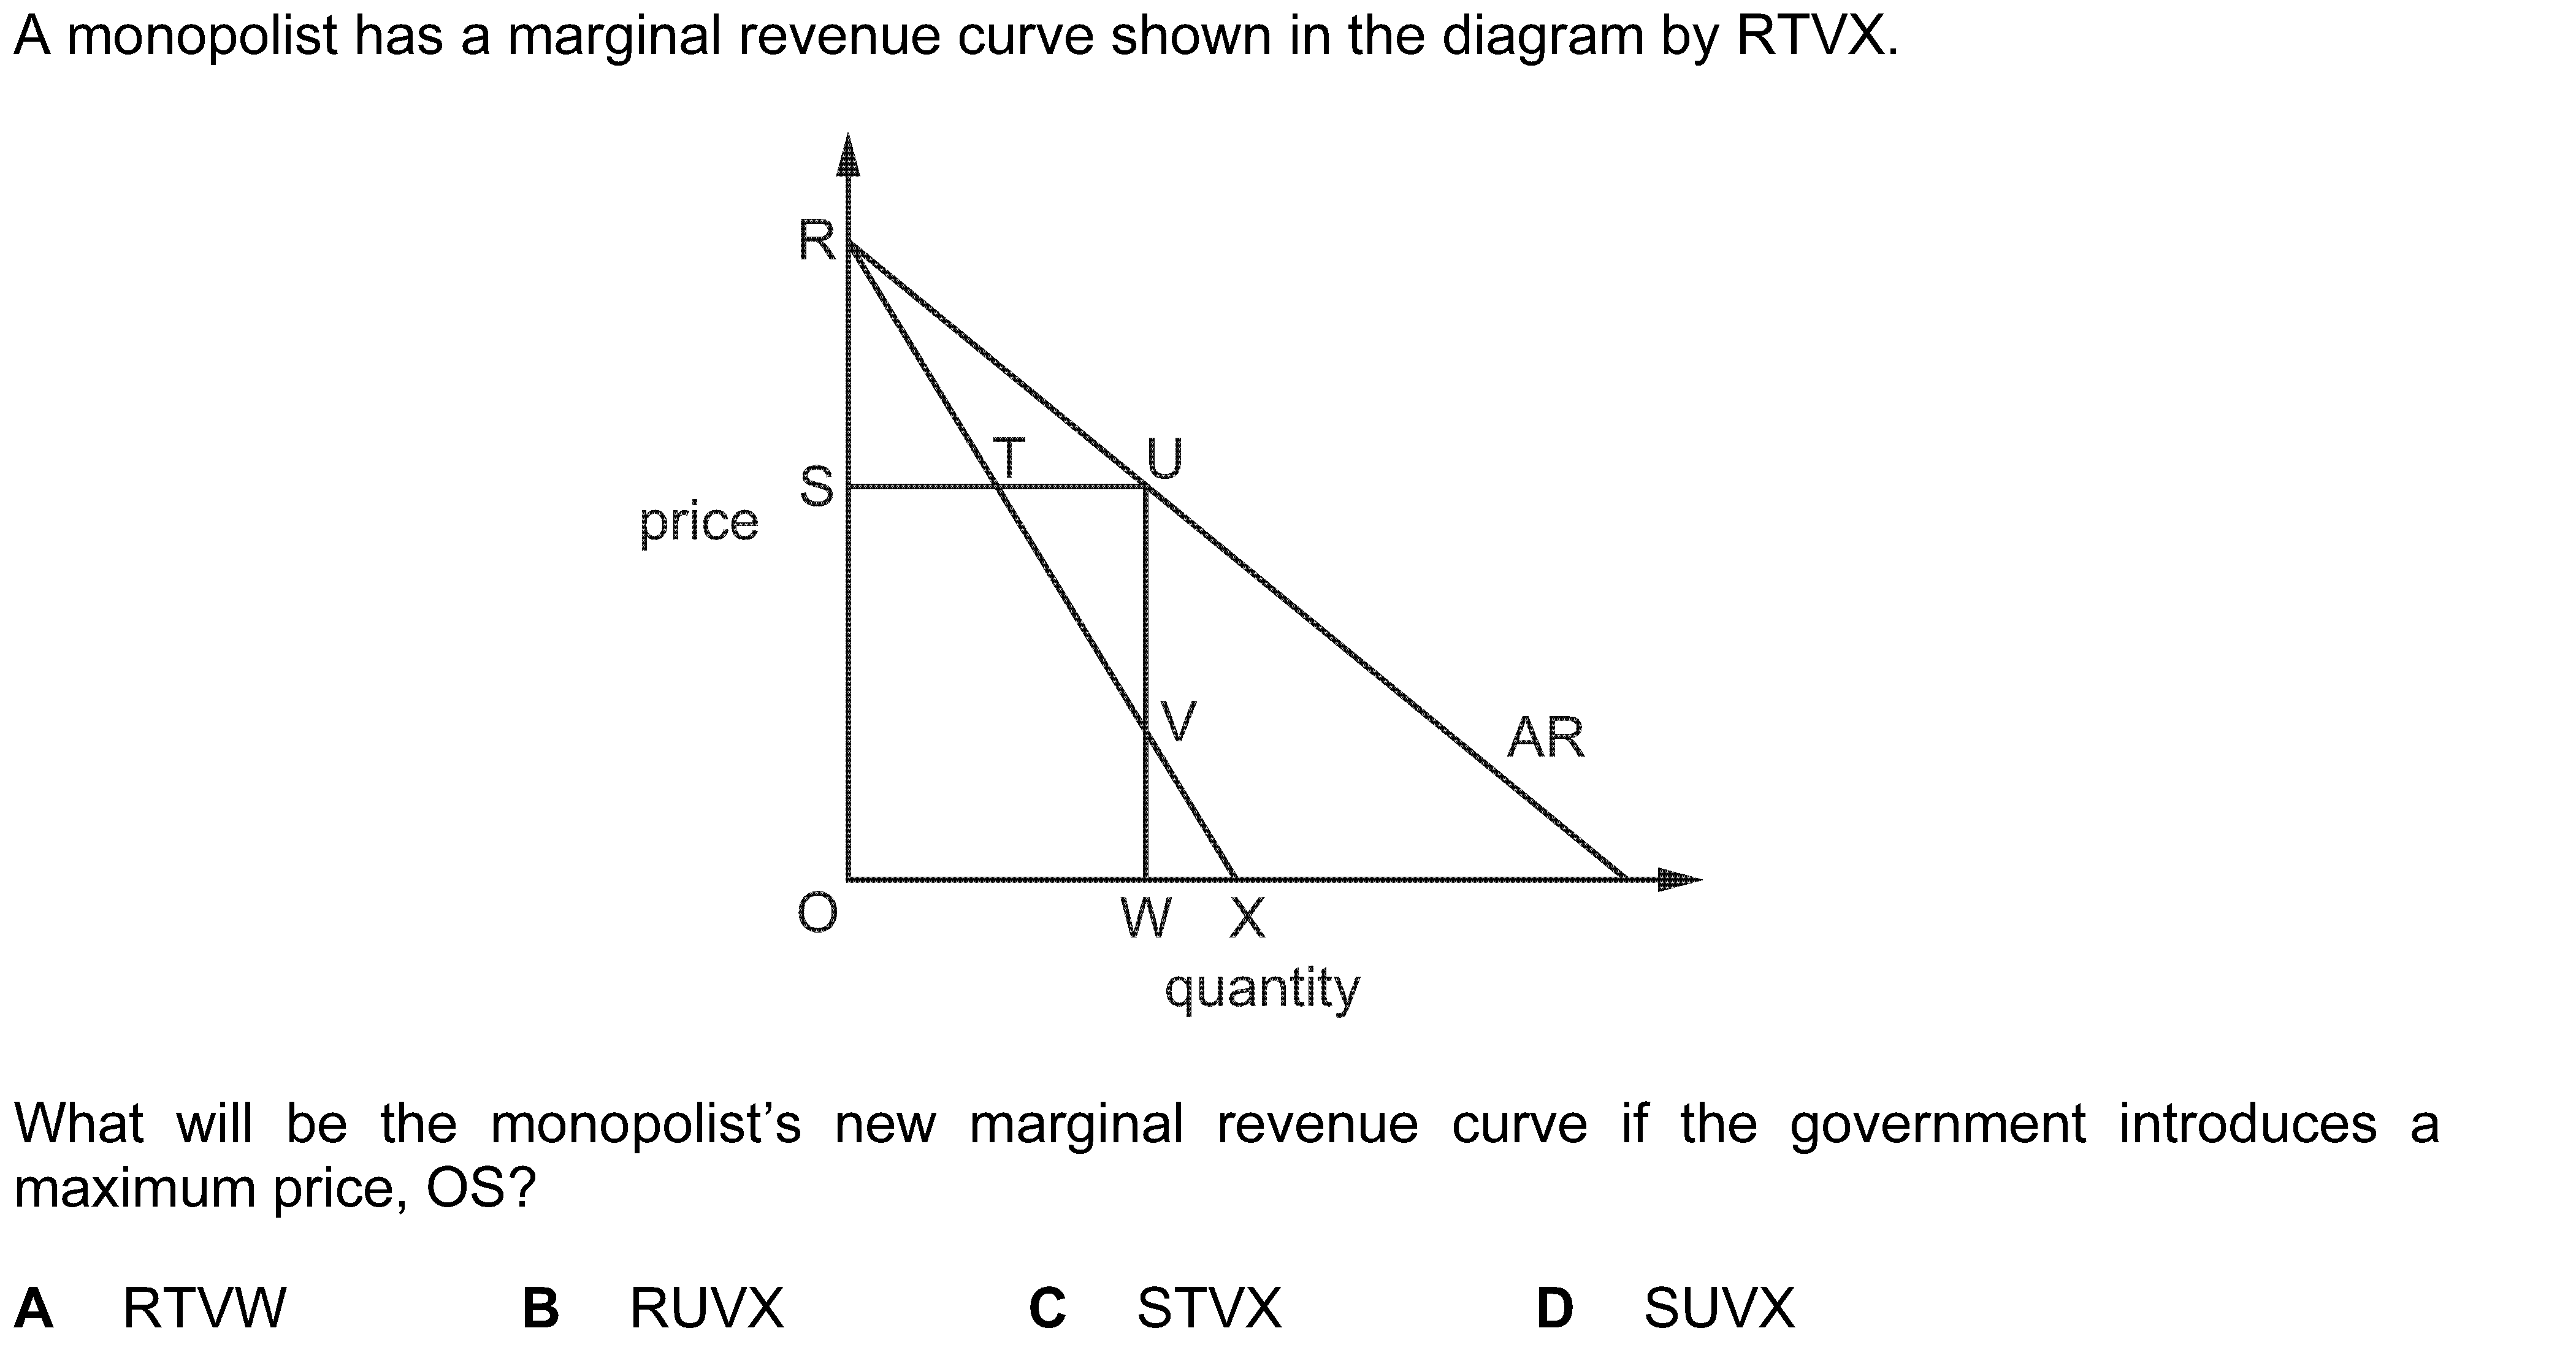 A monopolist has a marginal revenue curve shown in the diagram by RTVX.
R
T
U
S
price
V
AR
O
W
X
quantity
What will be the monopolist’s new marginal revenue curve if the government introduces a
maximum price, OS?
A RTVW B RUVX C STVX D SUVX